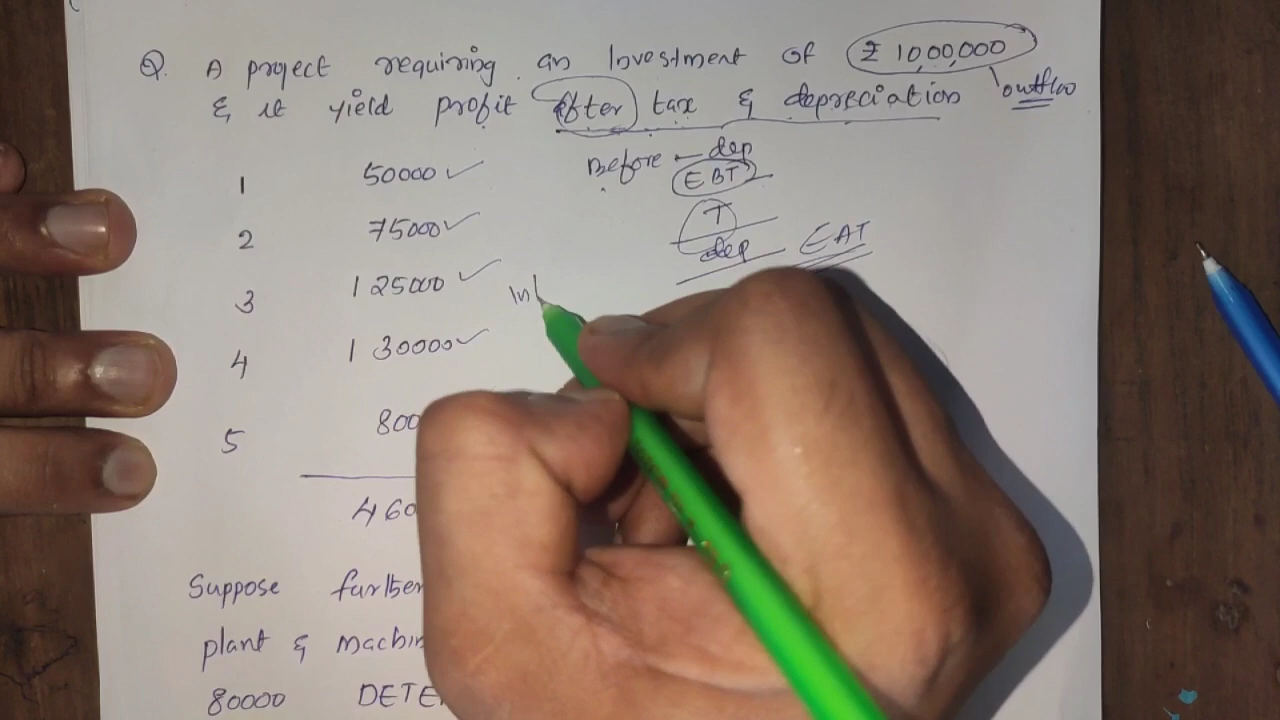 Q. A project requiring an Investment of ₹ 10,00,000
& it yield profit after tax & depreciation outflow
Before - dep
EBT
1 50000 ✓
T
2 75000 ✓
dep EAT
3 125000 ✓
Inf
4 130000 ✓
5 800
460
Suppose further
plant & machin
80000 DETE